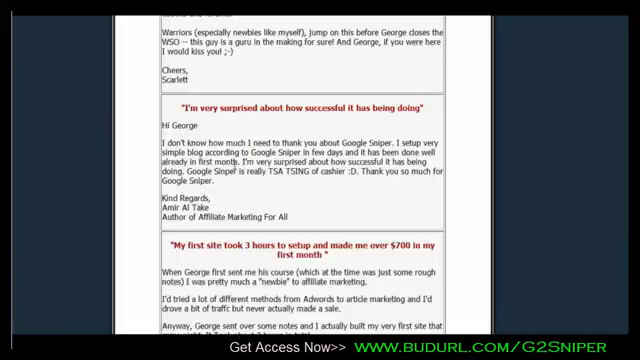 Warriors (especially newbies like myself), jump on this before George closes the
WSO -- this guy is a guru in the making for sure! And George, if you were here
I would kiss you! ;-)
Cheers,
Scarlett
"I'm very surprised about how successful it has being doing"
Hi George
I don't know how much I need to thank you about Google Sniper. I setup very
simple blog according to Google Sniper in few days and it has been done well
already in first month. I'm very surprised about how successful it has being
doing. Google Sinper is really TSA TSING of cashier :D. Thank you so much for
Google Sniper.
Kind Regards,
Amir Al Take
Author of Affiliate Marketing For All
"My first site took 3 hours to setup and made me over $700 in my
first month "
When George first sent me his course (which at the time was just some rough
notes) I was pretty much a "newbie" to affiliate marketing.
I'd tried a lot of different methods from Adwords to article marketing and I'd
drove a bit of traffc but never actually made a sale.
Anyway, George sent over some notes and I actually built my very first site that
Get Access Now>> WWW.BUDURL.COM/G2SNIPER